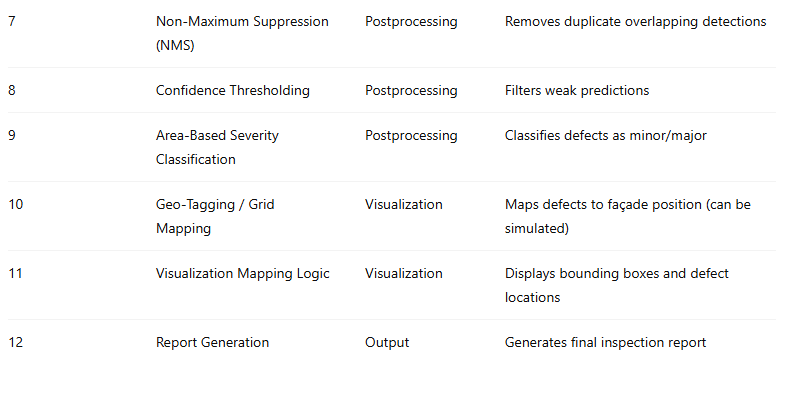 7 Non-Maximum Suppression Postprocessing Removes duplicate overlapping detections
(NMS)
8 Confidence Thresholding Postprocessing Filters weak predictions
9 Area-Based Severity Postprocessing Classifies defects as minor/major
Classification
10 Geo-Tagging / Grid Visualization Maps defects to façade position (can be
Mapping simulated)
11 Visualization Mapping Logic Visualization Displays bounding boxes and defect
locations
12 Report Generation Output Generates final inspection report